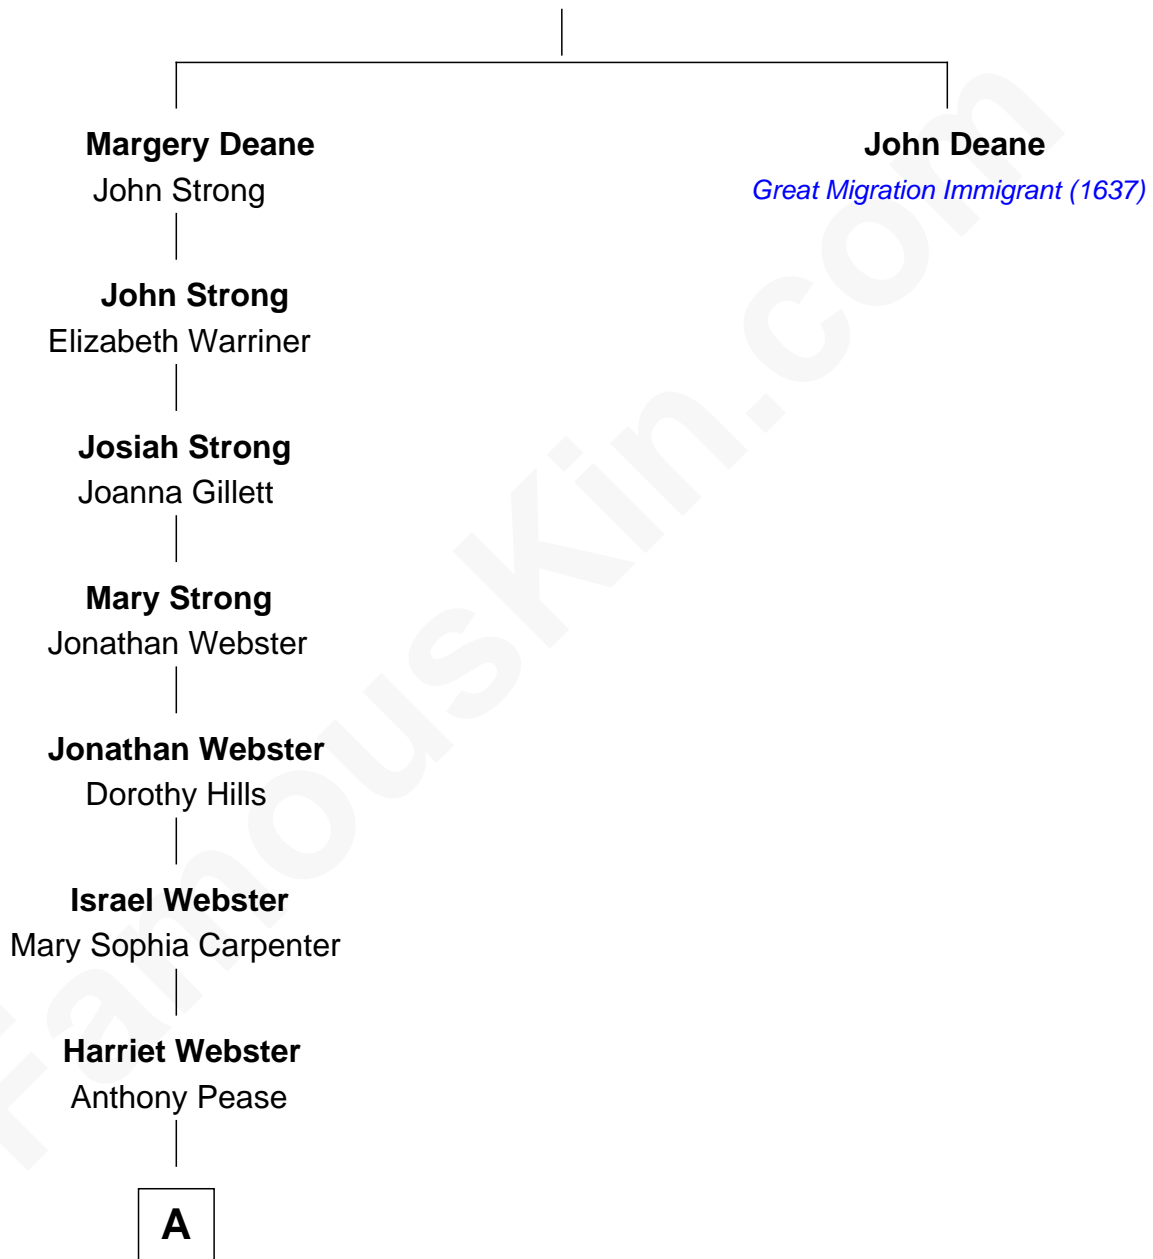 Margery Deane
John Strong
John Deane
Great Migration Immigrant (1637)
John Strong
Elizabeth Warriner
Josiah Strong
Joanna Gillett
Mary Strong
Jonathan Webster
Jonathan Webster
Dorothy Hills
Israel Webster
Mary Sophia Carpenter
Harriet Webster
Anthony Pease
A
FamousKin.com